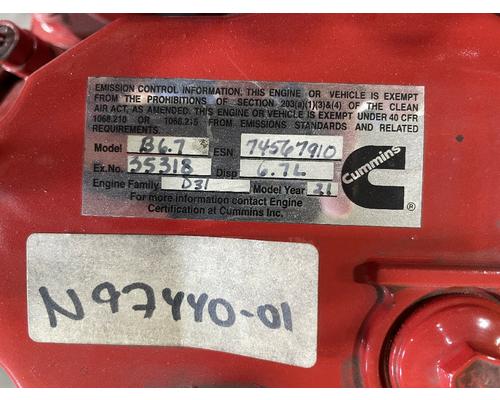 EMISSION CONTROL INFORMATION. THIS ENGINE OR VEHICLE IS EXEMPT
FROM THE PROHIBITIONS OF SECTION 203(a)(1)(3)&(4) OF THE CLEAN
AIR ACT, AS AMENDED. THIS ENGINE OR VEHICLE IS EXEMPT UNDER 40 CFR
1068.210 OR 1068.215 FROM EMISSIONS STANDARDS AND RELATED
REQUIREMENTS.
Model B6.7 ESN 74567910
Ex.No. 35318 Disp 6.7L
Engine Family D31 Model Year 21
For more information contact Engine
Certification at Cummins Inc.
Cummins
®
N97440-01